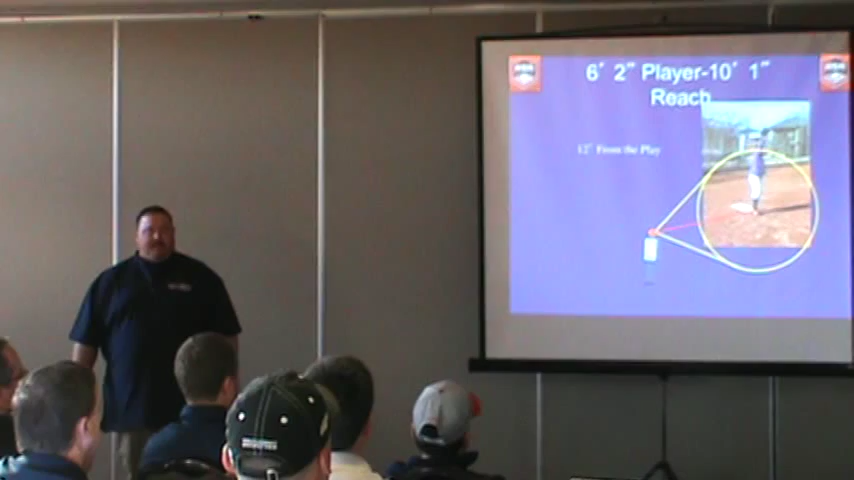 6' 2" Player-10' 1"
Reach
12' From the Play